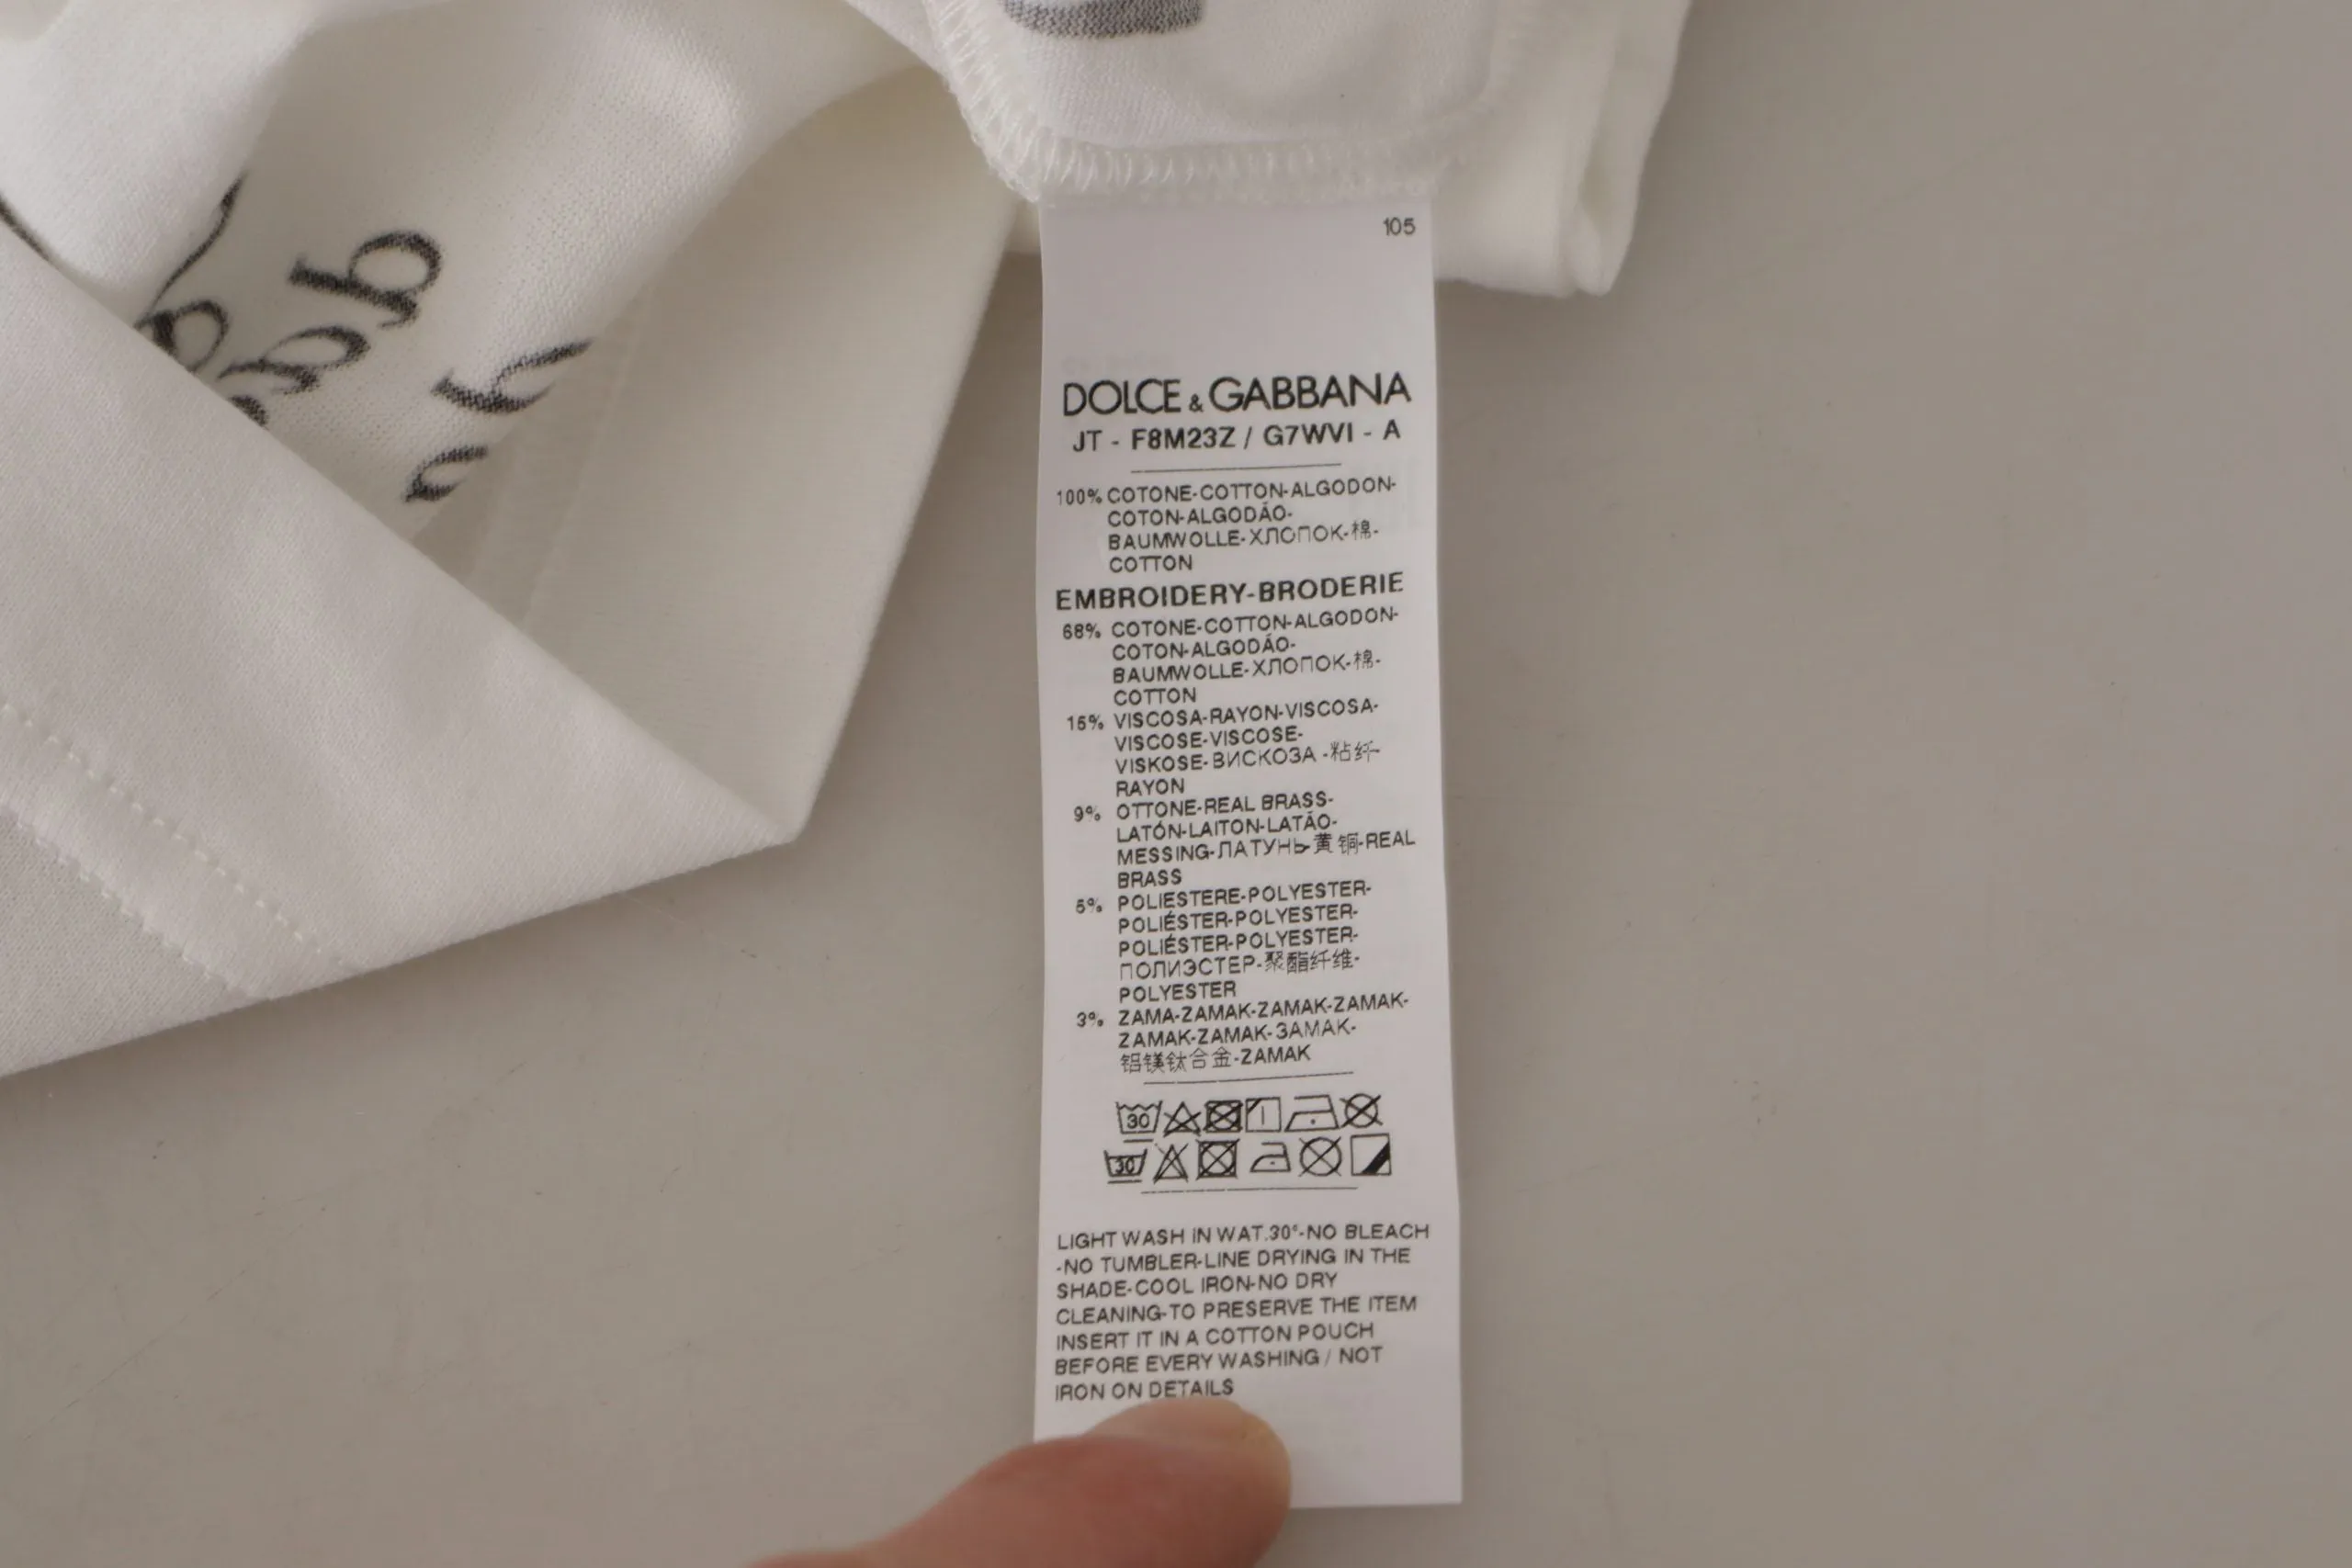 105
DOLCE & GABBANA
JT - F8M23Z / G7WVI - A
100% COTONE-COTTON-ALGODON-
COTON-ALGODÃO-
BAUMWOLLE-ХЛОПОК-棉-
COTTON
EMBROIDERY-BRODERIE
68% COTONE-COTTON-ALGODON-
COTON-ALGODÃO-
BAUMWOLLE-ХЛОПОК-棉-
COTTON
15% VISCOSA-RAYON-VISCOSA-
VISCOSE-VISCOSE-
VISKOSE-ВИСКОЗА -粘纤-
RAYON
9% OTTONE-REAL BRASS-
LATÓN-LAITON-LATÃO-
MESSING-ЛАТУНЬ-黄铜-REAL
BRASS
5% POLIESTERE-POLYESTER-
POLIÉSTER-POLYESTER-
POLIÉSTER-POLYESTER-
ПОЛИЭСТЕР-聚酯纤维-
POLYESTER
3% ZAMA-ZAMAK-ZAMAK-ZAMAK-
ZAMAK-ZAMAK-ЗАМАК-
铝镁钛合金-ZAMAK
30
30
LIGHT WASH IN WAT.30°-NO BLEACH
-NO TUMBLER-LINE DRYING IN THE
SHADE-COOL IRON-NO DRY
CLEANING-TO PRESERVE THE ITEM
INSERT IT IN A COTTON POUCH
BEFORE EVERY WASHING / NOT
IRON ON DETAILS